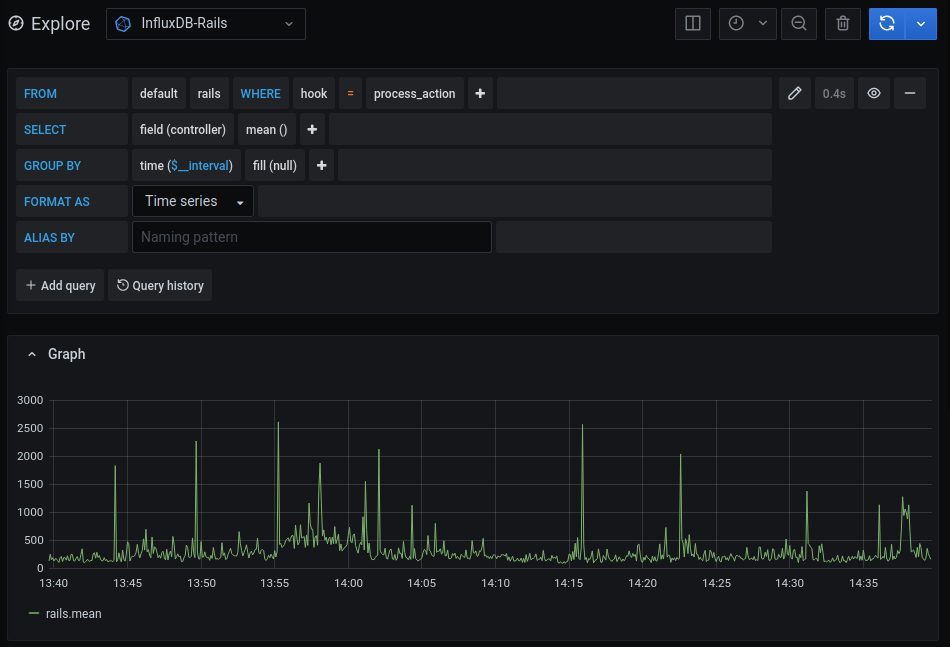 Explore InfluxDB-Rails
FROM default rails WHERE hook = process_action + 0.4s
SELECT field (controller) mean () +
GROUP BY time ($__interval) fill (null) +
FORMAT AS Time series
ALIAS BY Naming pattern
+ Add query Query history
Graph
3000
2500
2000
1500
1000
500
0
13:40 13:45 13:50 13:55 14:00 14:05 14:10 14:15 14:20 14:25 14:30 14:35
rails.mean